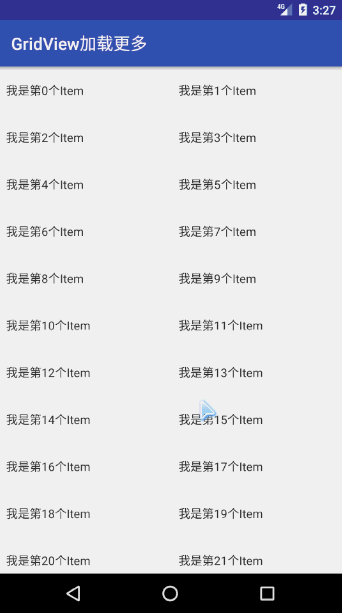 4G 3:27
GridView加载更多
我是第0个Item 我是第1个Item
我是第2个Item 我是第3个Item
我是第4个Item 我是第5个Item
我是第6个Item 我是第7个Item
我是第8个Item 我是第9个Item
我是第10个Item 我是第11个Item
我是第12个Item 我是第13个Item
我是第14个Item 我是第15个Item
我是第16个Item 我是第17个Item
我是第18个Item 我是第19个Item
我是第20个Item 我是第21个Item